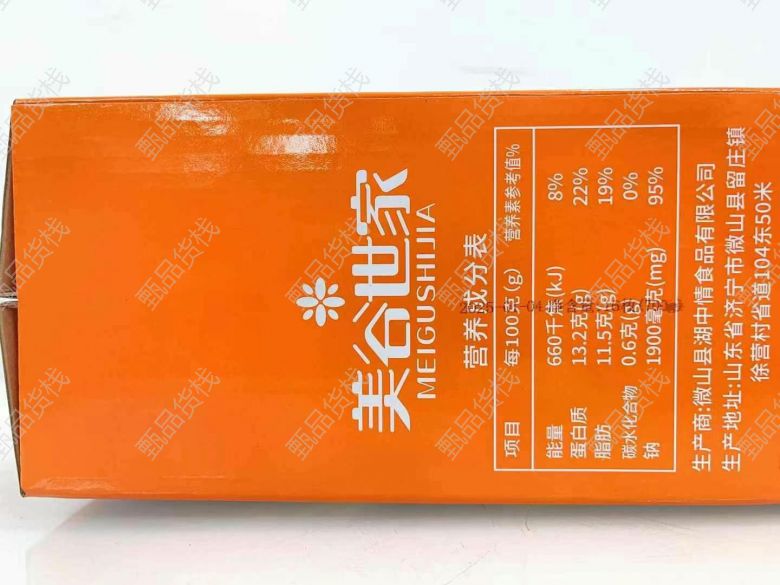 美谷世家
MEIGUSHIJIA
营养成分表
项目 每100克(g) 营养素参考值%
能量 660千焦(kJ) 8%
蛋白质 13.2克(g) 22%
脂肪 11.5克(g) 19%
碳水化合物 0.6克(g) 0%
钠 1900毫克(mg) 95%
生产商:微山县湖中情食品有限公司
生产地址:山东省济宁市微山县留庄镇
徐营村省道104东50米
甄品货栈